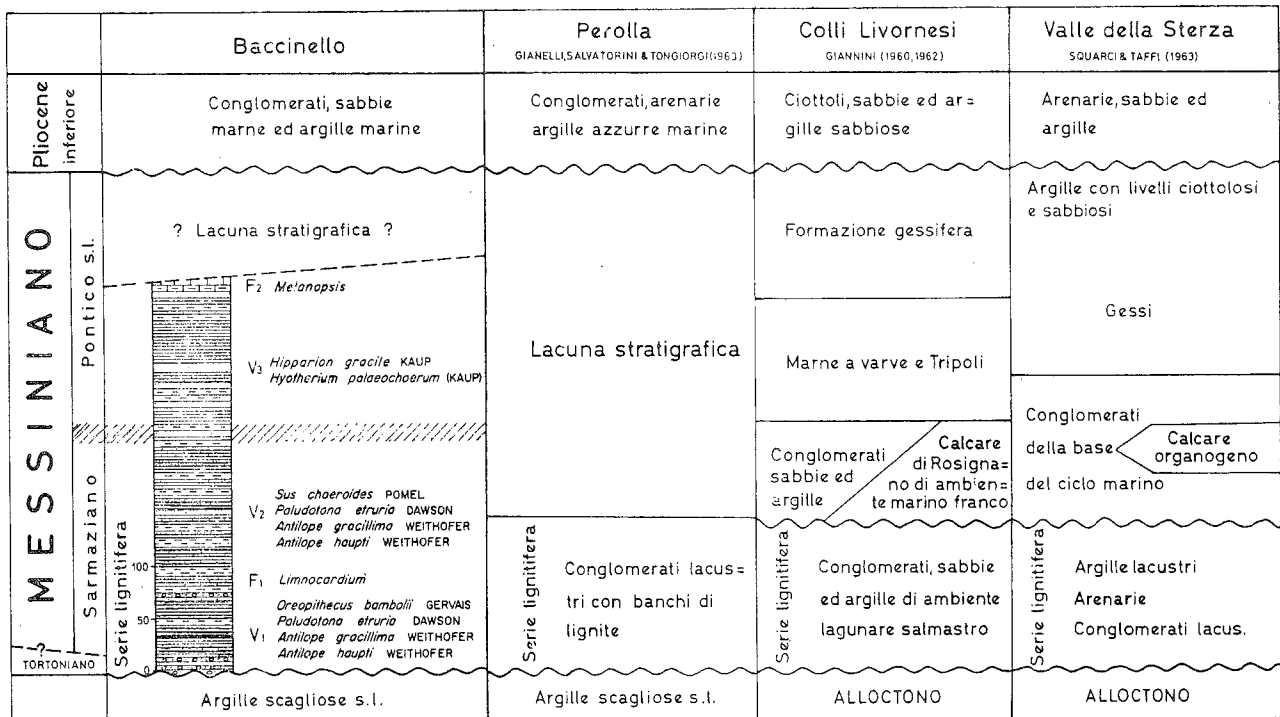 Baccinello
Perolla
GIANELLI, SALVATORINI & TONGIORGI (1963)
Colli Livornesi
GIANNINI (1960, 1962)
Valle della Sterza
SQUARCI & TAFFI (1963)
Pliocene
inferiore
Conglomerati, sabbie
marne ed argille marine
Conglomerati, arenarie
argille azzurre marine
Ciottoli, sabbie ed ar=
gille sabbiose
Arenarie, sabbie ed
argille
MESSINIANO
?
Pontico s.l.
Sarmaziano
TORTONIANO
? Lacuna stratigrafica ?
F2 Melanopsis
V3 Hipparion gracile KAUP
Hyotherium palaeochoerum (KAUP)
V2 Sus choeroides POMEL
Paludotona etruria DAWSON
Antilope gracillima WEITHOFER
Antilope haupti WEITHOFER
F1 Limnocardium
V1 Oreopithecus bambolii GERVAIS
Paludotona etruria DAWSON
Antilope gracillima WEITHOFER
Antilope haupti WEITHOFER
Serie lignitifera
100
50
0
Lacuna stratigrafica
Serie lignitifera
Conglomerati lacus=
tri con banchi di
lignite
Formazione gessifera
Marne a varve e Tripoli
Conglomerati
sabbie ed
argille
Calcare
di Rosigna=
no di ambien=
te marino franco
Serie lignitifera
Conglomerati, sabbie
ed argille di ambiente
lagunare salmastro
Argille con livelli ciottolosi
e sabbiosi
Gessi
Conglomerati
della base
del ciclo marino
Calcare
organogeno
Serie lignitifera
Argille lacustri
Arenarie
Conglomerati lacus.
Argille scagliose s.l.
Argille scagliose s.l.
ALLOCTONO
ALLOCTONO